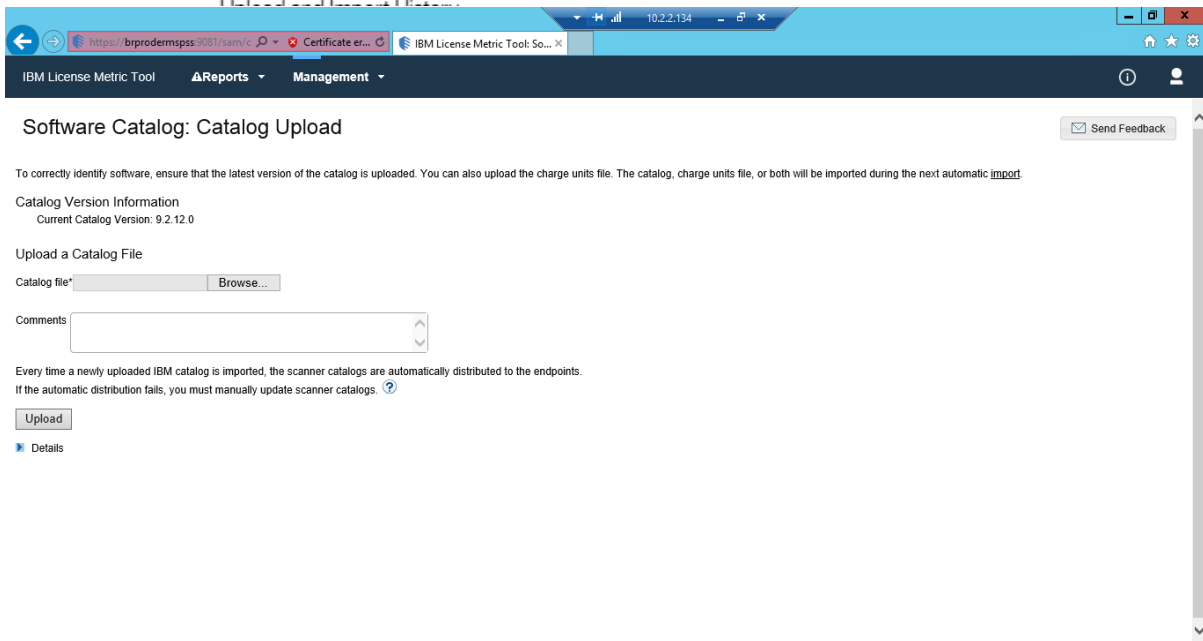 Upload and Import History
10.2.2.134
https://brprodermspss:9081/sam/c
Certificate er...
IBM License Metric Tool: So...
IBM License Metric Tool
Reports
Management
Software Catalog: Catalog Upload
Send Feedback
To correctly identify software, ensure that the latest version of the catalog is uploaded. You can also upload the charge units file. The catalog, charge units file, or both will be imported during the next automatic import.
Catalog Version Information
Current Catalog Version: 9.2.12.0
Upload a Catalog File
Catalog file*
Browse...
Comments
Every time a newly uploaded IBM catalog is imported, the scanner catalogs are automatically distributed to the endpoints.
If the automatic distribution fails, you must manually update scanner catalogs.
Upload
Details